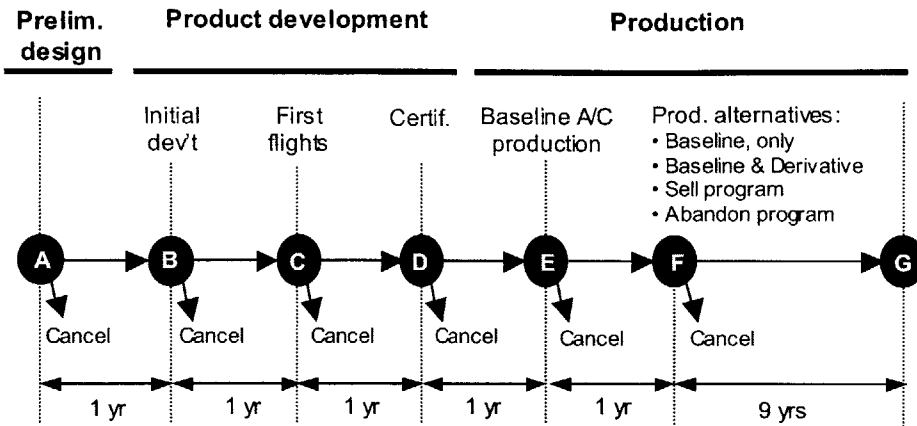 Prelim.
design
Product development
Production
Initial
dev't
First
flights
Certif.
Baseline A/C
production
Prod. alternatives:
• Baseline, only
• Baseline & Derivative
• Sell program
• Abandon program
A
B
C
D
E
F
G
Cancel
Cancel
Cancel
Cancel
Cancel
Cancel
1 yr
1 yr
1 yr
1 yr
1 yr
9 yrs